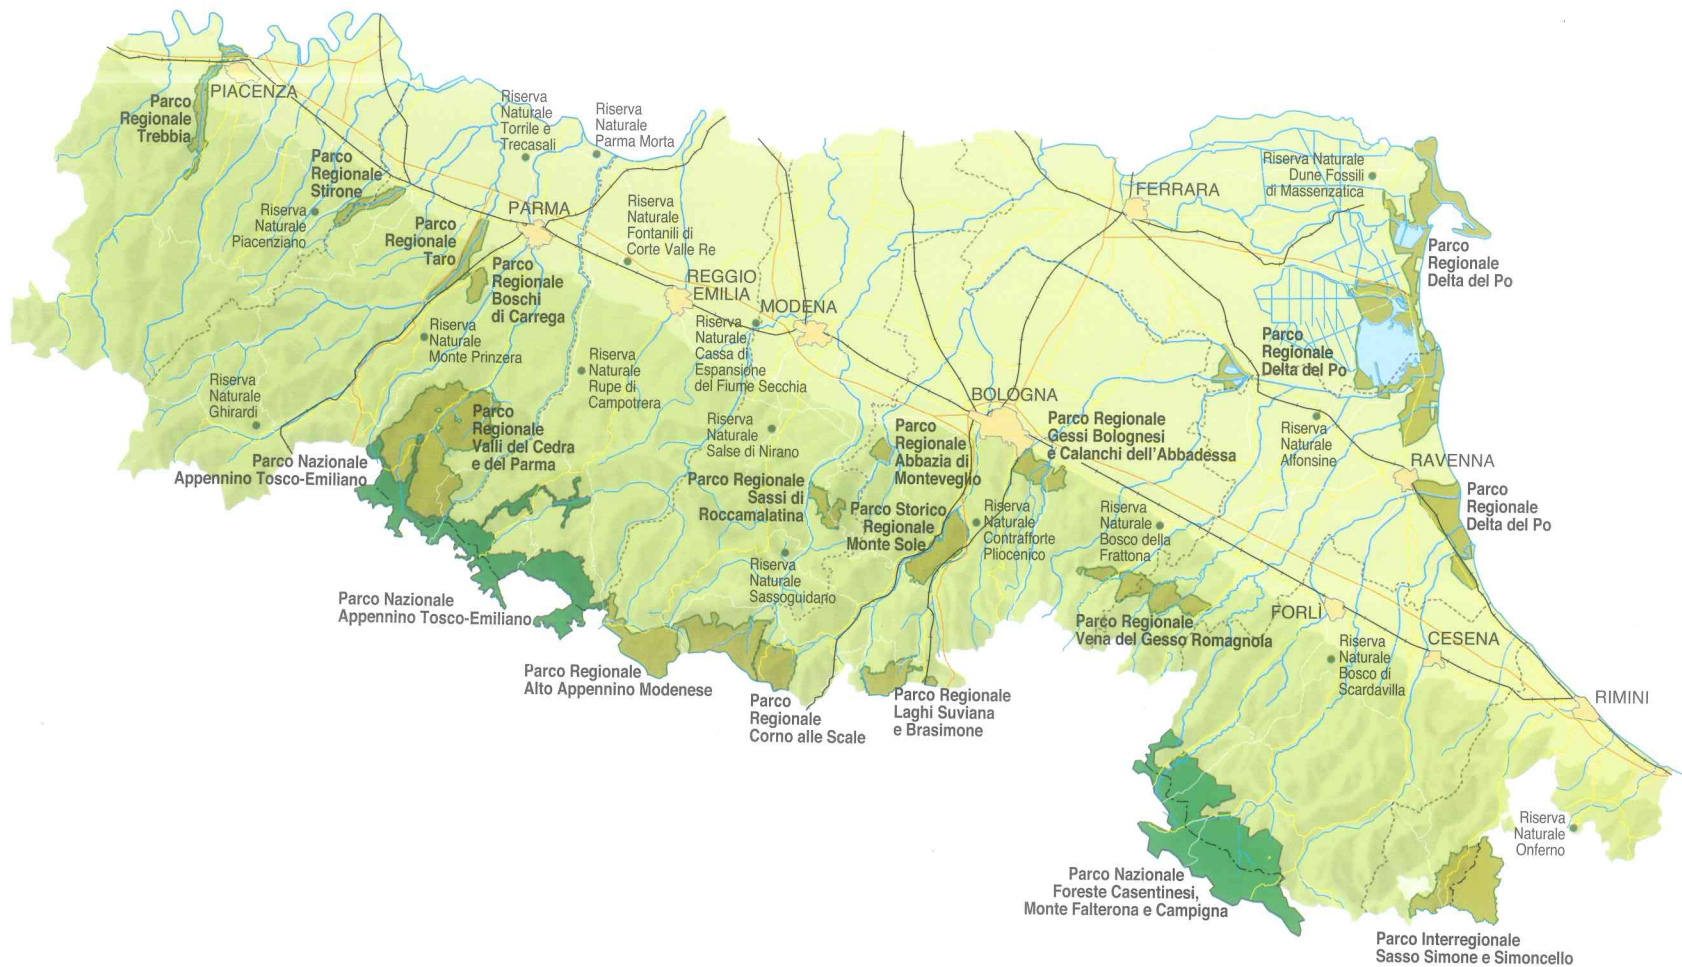 PIACENZA
Parco
Regionale
Trebbia
Riserva
Naturale
Torrile e
Trecasali
Riserva
Naturale
Parma Morta
Parco
Regionale
Stirone
Riserva
Naturale
Piacenziano
PARMA
Parco
Regionale
Taro
Parco
Regionale
Boschi
di Carrega
Riserva
Naturale
Fontanili di
Corte Valle Re
REGGIO
EMILIA
MODENA
Riserva
Naturale
Monte Prinzera
Riserva
Naturale
Cassa di
Espansione
del Fiume Secchia
Riserva
Naturale
Rupe di
Campotrera
Riserva
Naturale
Ghirardi
Parco
Regionale
Valli del Cedra
e del Parma
Riserva
Naturale
Salse di Nirano
Parco Nazionale
Appennino Tosco-Emiliano
Parco Regionale
Sassi di
Roccamalatina
Riserva
Naturale
Sassoguidano
Parco Nazionale
Appennino Tosco-Emiliano
Parco Regionale
Alto Appennino Modenese
Parco
Regionale
Corno alle Scale
Parco Regionale
Laghi Suviana
e Brasimone
BOLOGNA
Parco
Regionale
Abbazia di
Monteveglio
Parco Storico
Regionale
Monte Sole
Parco Regionale
Gessi Bolognesi
e Calanchi dell'Abbadessa
Riserva
Naturale
Contrafforte
Pliocenico
Riserva
Naturale
Bosco della
Frattona
Parco Regionale
Vena del Gesso Romagnola
FERRARA
Riserva Naturale
Dune Fossili
di Massenzatica
Parco
Regionale
Delta del Po
Parco
Regionale
Delta del Po
Riserva
Naturale
Alfonsine
RAVENNA
Parco
Regionale
Delta del Po
FORLÌ
CESENA
Riserva
Naturale
Bosco di
Scardavilla
RIMINI
Riserva
Naturale
Onferno
Parco Nazionale
Foreste Casentinesi,
Monte Falterona e Campigna
Parco Interregionale
Sasso Simone e Simoncello